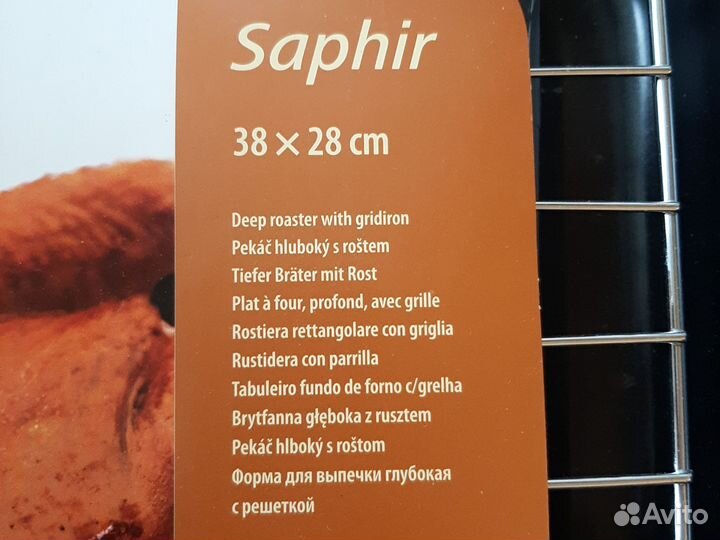 Saphir
38 × 28 cm
Deep roaster with gridiron
Pekáč hluboký s roštem
Tiefer Bräter mit Rost
Plat à four, profond, avec grille
Rostiera rettangolare con griglia
Rustidera con parrilla
Tabuleiro fundo de forno c/grelha
Brytfanna głęboka z rusztem
Pekáč hlboký s roštom
Форма для выпечки глубокая
с решеткой
Avito